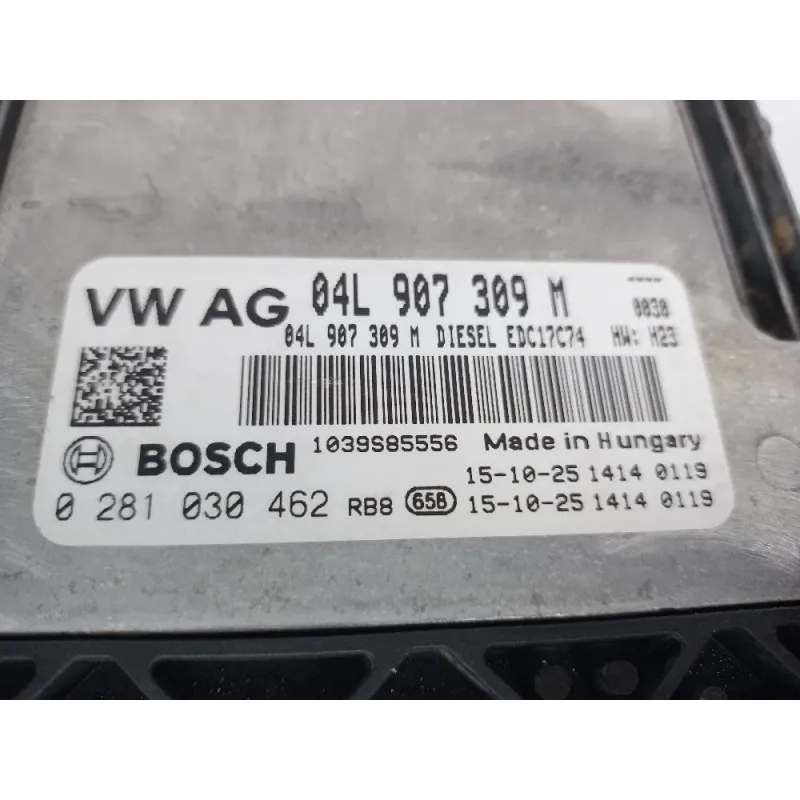 VW AG 04L 907 309 M ----
0030
04L 907 309 M DIESEL EDC17C74 HW: H23
BOSCH 1039S85556 Made in Hungary
15-10-25 1414 0119
0 281 030 462 RB8 658 15-10-25 1414 0119